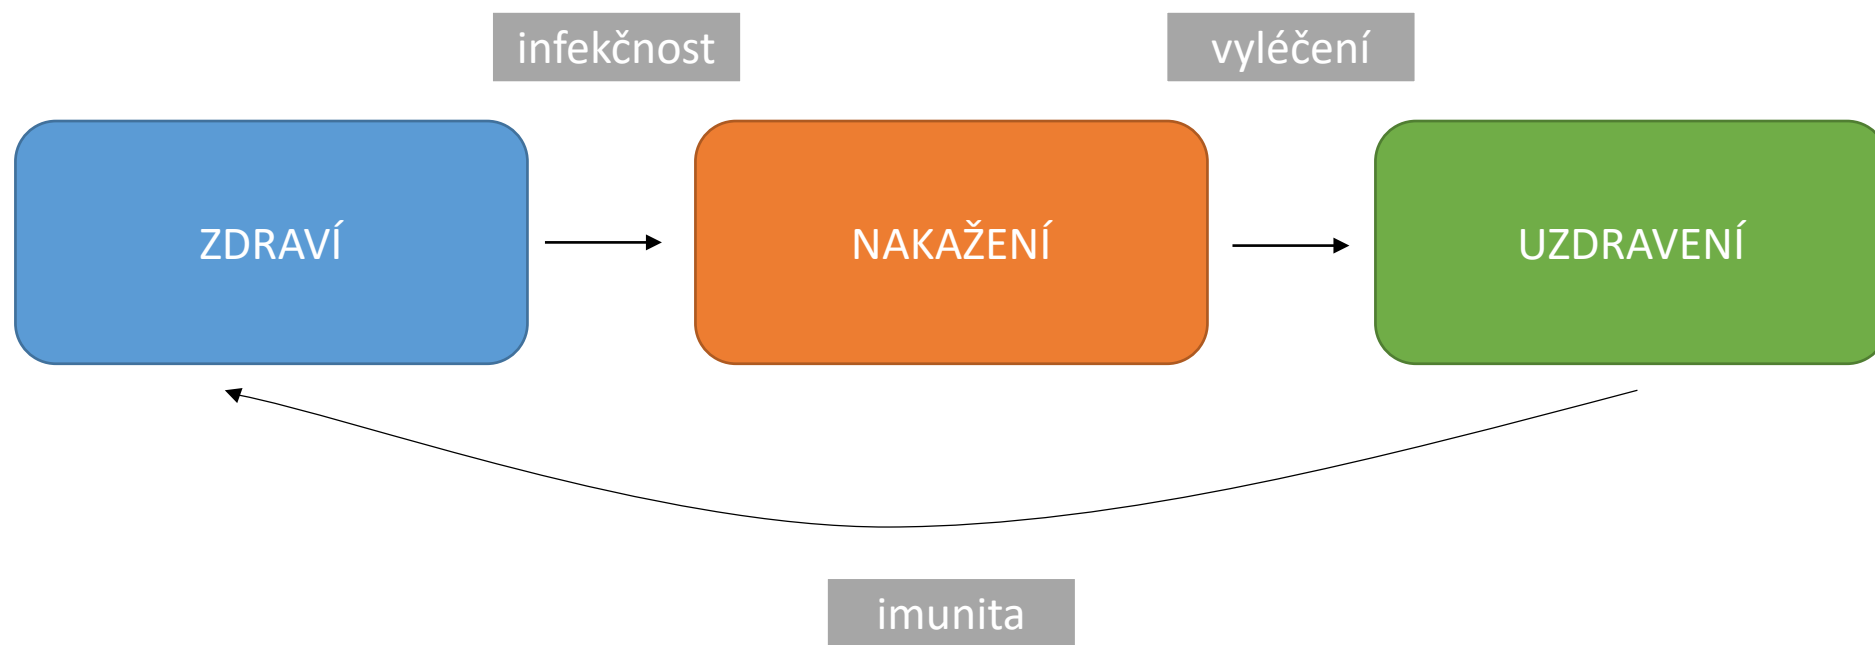 infekčnost
vyléčení
ZDRAVÍ
NAKAŽENÍ
UZDRAVENÍ
imunita